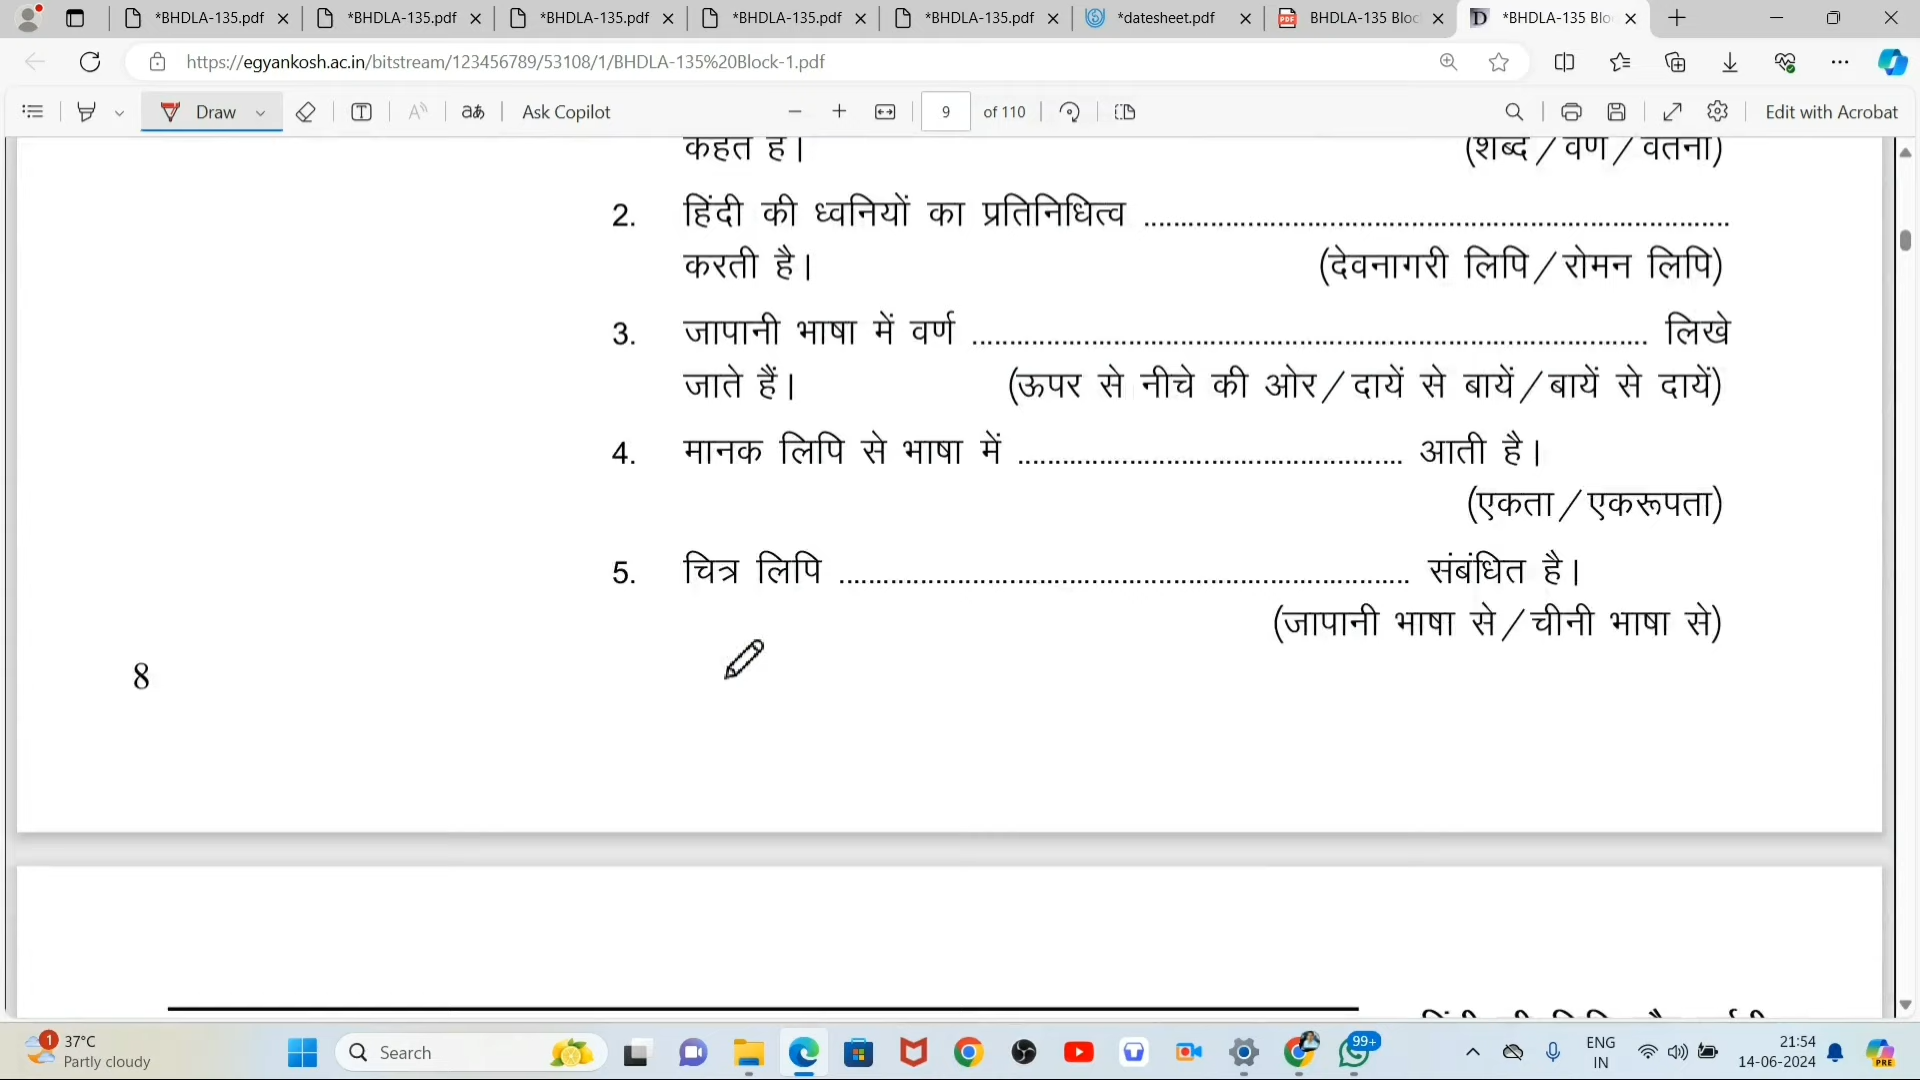 *BHDLA-135.pdf
*BHDLA-135.pdf
*BHDLA-135.pdf
*BHDLA-135.pdf
*BHDLA-135.pdf
*datesheet.pdf
BHDLA-135 Bloc
*BHDLA-135 Blo
https://egyankosh.ac.in/bitstream/123456789/53108/1/BHDLA-135%20Block-1.pdf
Draw
aあ
Ask Copilot
9 of 110
Edit with Acrobat
कहते हैं। (शब्द/वर्ण/वर्तनी)
2. हिंदी की ध्वनियों का प्रतिनिधित्व ................................................................................
करती है। (देवनागरी लिपि/रोमन लिपि)
3. जापानी भाषा में वर्ण ............................................................................................ लिखे
जाते हैं। (ऊपर से नीचे की ओर/दायें से बायें/बायें से दायें)
4. मानक लिपि से भाषा में .................................................... आती है।
(एकता/एकरूपता)
5. चित्र लिपि ............................................................................. संबंधित है।
(जापानी भाषा से/चीनी भाषा से)
8
1
37°C
Partly cloudy
Search
99+
ENG
IN
21:54
14-06-2024
PRE